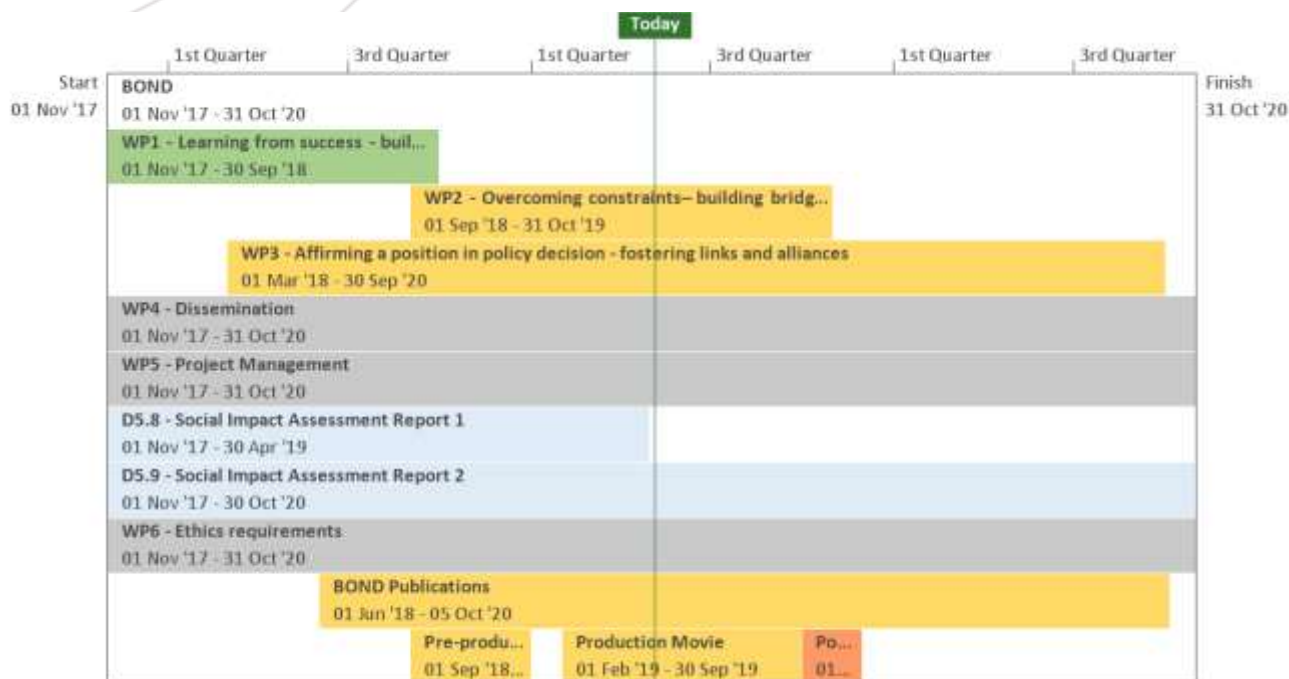 Today
1st Quarter 3rd Quarter 1st Quarter 3rd Quarter 1st Quarter 3rd Quarter
Start
01 Nov '17
Finish
31 Oct '20
BOND
01 Nov '17 - 31 Oct '20
WP1 - Learning from success - buil...
01 Nov '17 - 30 Sep '18
WP2 - Overcoming constraints– building bridg...
01 Sep '18 - 31 Oct '19
WP3 - Affirming a position in policy decision - fostering links and alliances
01 Mar '18 - 30 Sep '20
WP4 - Dissemination
01 Nov '17 - 31 Oct '20
WP5 - Project Management
01 Nov '17 - 31 Oct '20
D5.8 - Social Impact Assessment Report 1
01 Nov '17 - 30 Apr '19
D5.9 - Social Impact Assessment Report 2
01 Nov '17 - 30 Oct '20
WP6 - Ethics requirements
01 Nov '17 - 31 Oct '20
BOND Publications
01 Jun '18 - 05 Oct '20
Pre-produ... Production Movie Po...
01 Sep '18... 01 Feb '19 - 30 Sep '19 01...